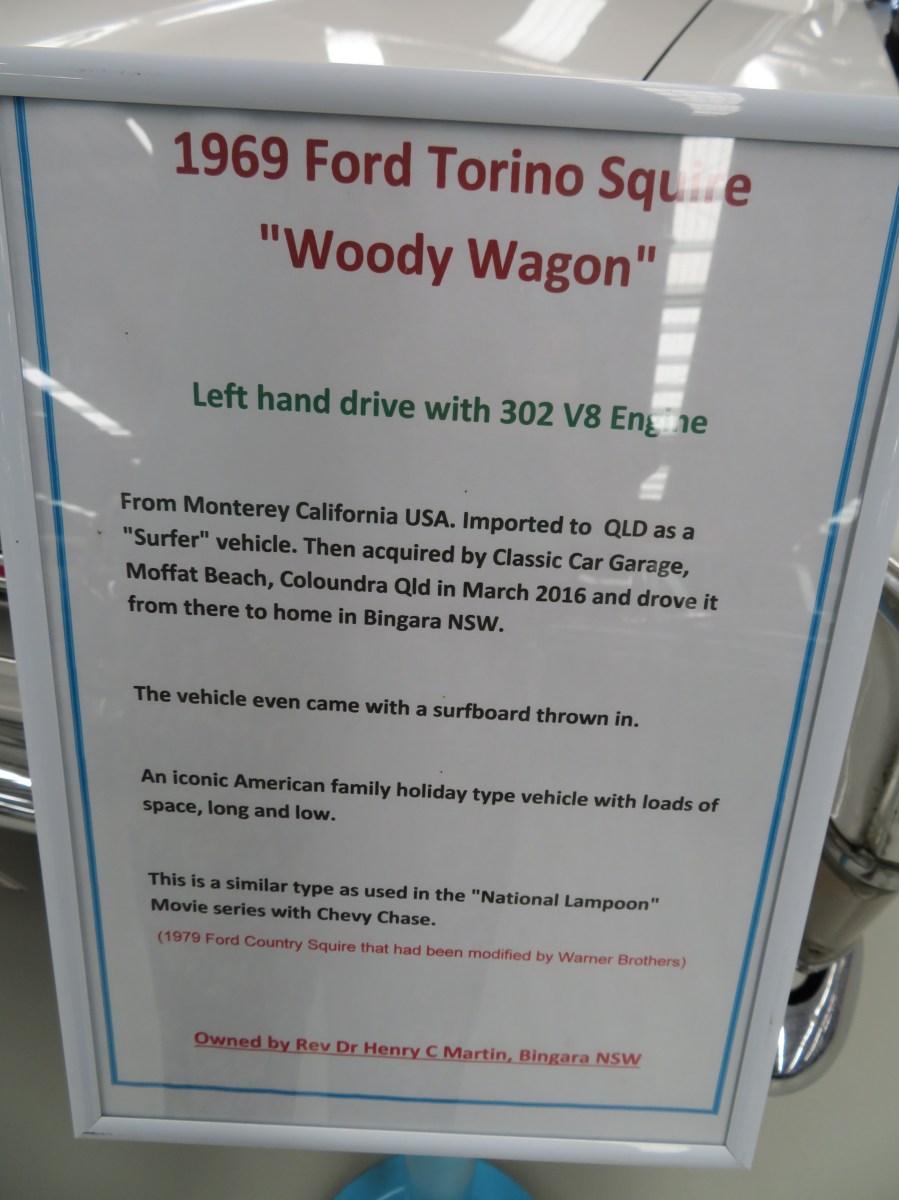 1969 Ford Torino Squire
"Woody Wagon"
Left hand drive with 302 V8 Engine
From Monterey California USA. Imported to QLD as a
"Surfer" vehicle. Then acquired by Classic Car Garage,
Moffat Beach, Coloundra Qld in March 2016 and drove it
from there to home in Bingara NSW.
The vehicle even came with a surfboard thrown in.
An iconic American family holiday type vehicle with loads of
space, long and low.
This is a similar type as used in the "National Lampoon"
Movie series with Chevy Chase.
(1979 Ford Country Squire that had been modified by Warner Brothers)
Owned by Rev Dr Henry C Martin, Bingara NSW